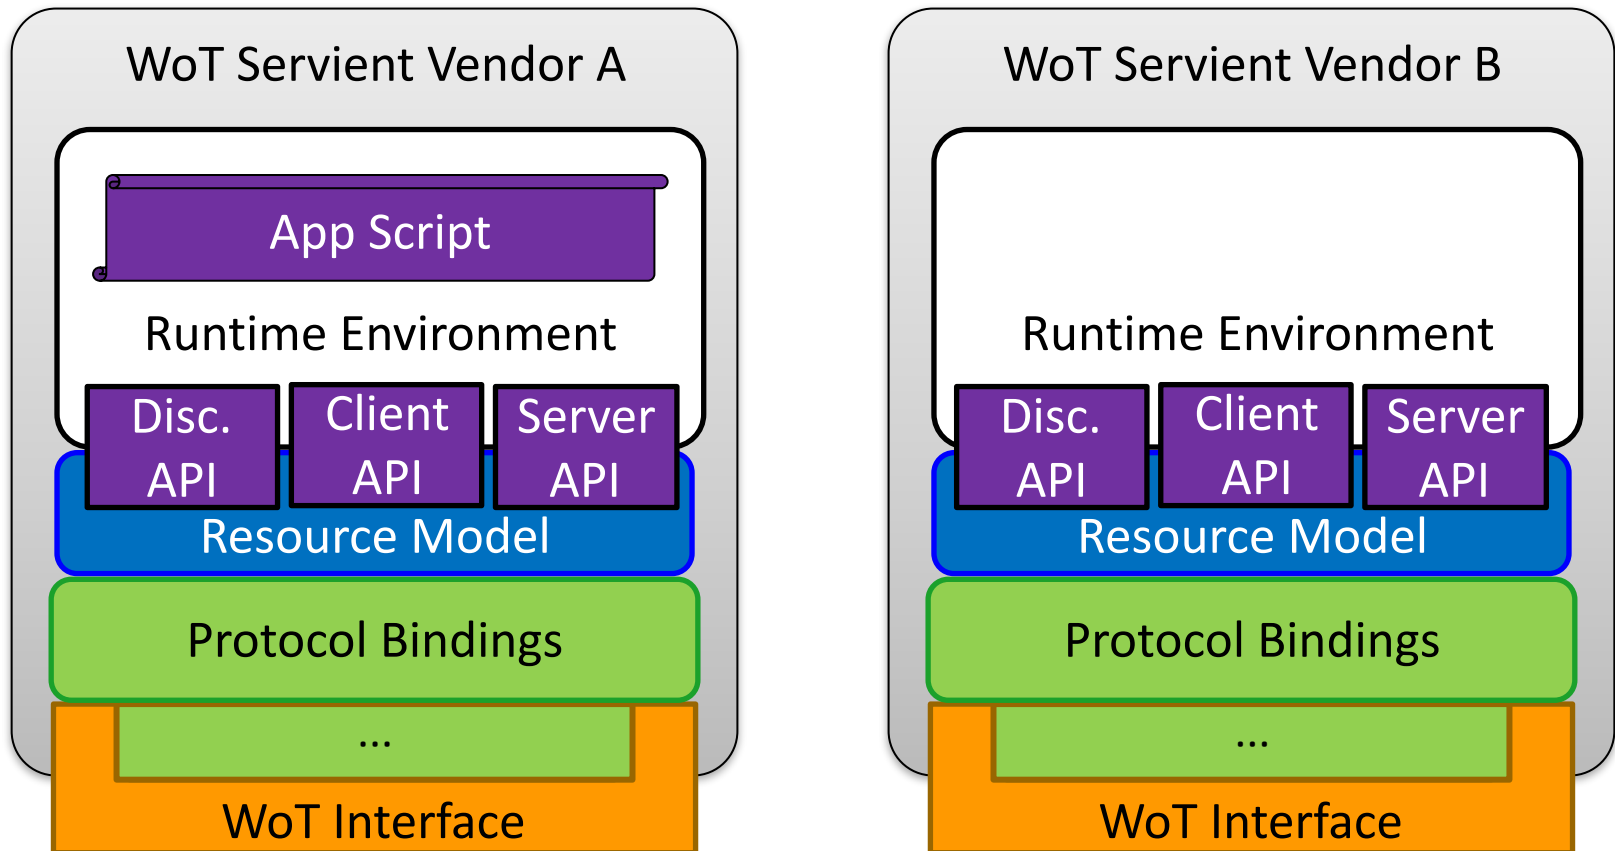 WoT Servient Vendor A
App Script
Runtime Environment
Disc.
API
Client
API
Server
API
Resource Model
Protocol Bindings
...
WoT Interface
WoT Servient Vendor B
Runtime Environment
Disc.
API
Client
API
Server
API
Resource Model
Protocol Bindings
...
WoT Interface